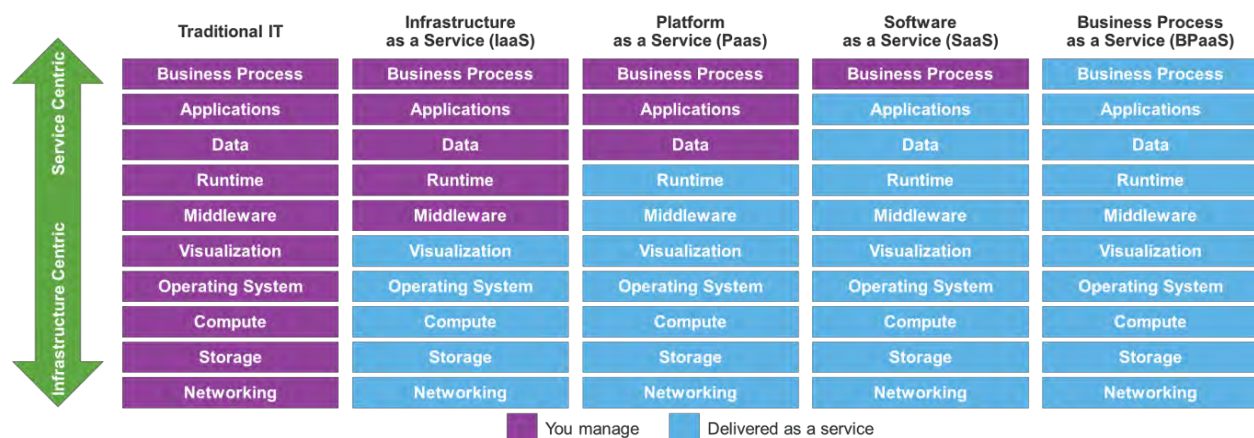 Service Centric
Infrastructure Centric
Traditional IT
Business Process
Applications
Data
Runtime
Middleware
Visualization
Operating System
Compute
Storage
Networking
Infrastructure
as a Service (IaaS)
Business Process
Applications
Data
Runtime
Middleware
Visualization
Operating System
Compute
Storage
Networking
Platform
as a Service (Paas)
Business Process
Applications
Data
Runtime
Middleware
Visualization
Operating System
Compute
Storage
Networking
Software
as a Service (SaaS)
Business Process
Applications
Data
Runtime
Middleware
Visualization
Operating System
Compute
Storage
Networking
Business Process
as a Service (BPaaS)
Business Process
Applications
Data
Runtime
Middleware
Visualization
Operating System
Compute
Storage
Networking
You manage
Delivered as a service